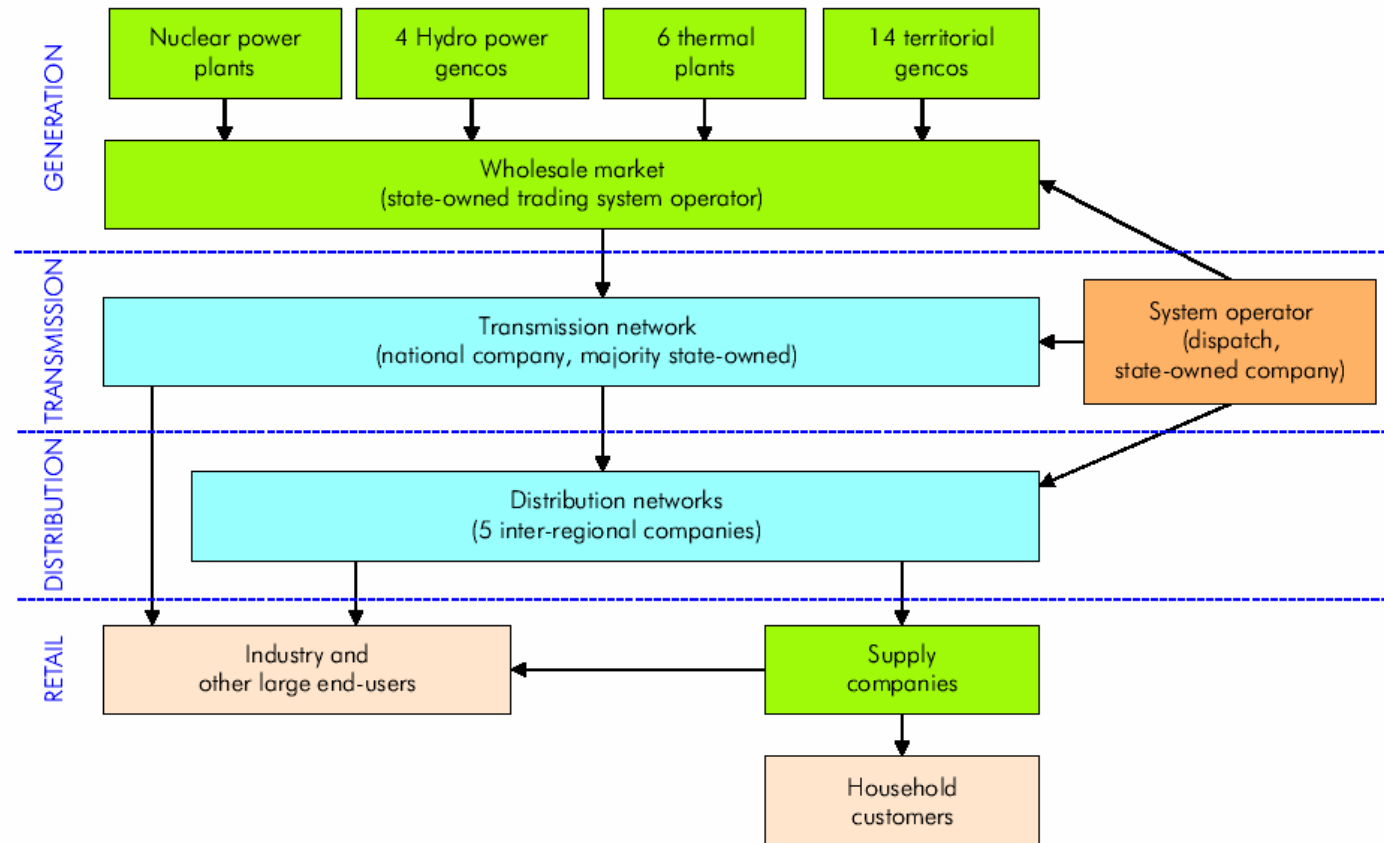 GENERATION
Nuclear power
plants
4 Hydro power
gencos
6 thermal
plants
14 territorial
gencos
Wholesale market
(state-owned trading system operator)
TRANSMISSION
Transmission network
(national company, majority state-owned)
System operator
(dispatch,
state-owned company)
DISTRIBUTION
Distribution networks
(5 inter-regional companies)
RETAIL
Industry and
other large end-users
Supply
companies
Household
customers